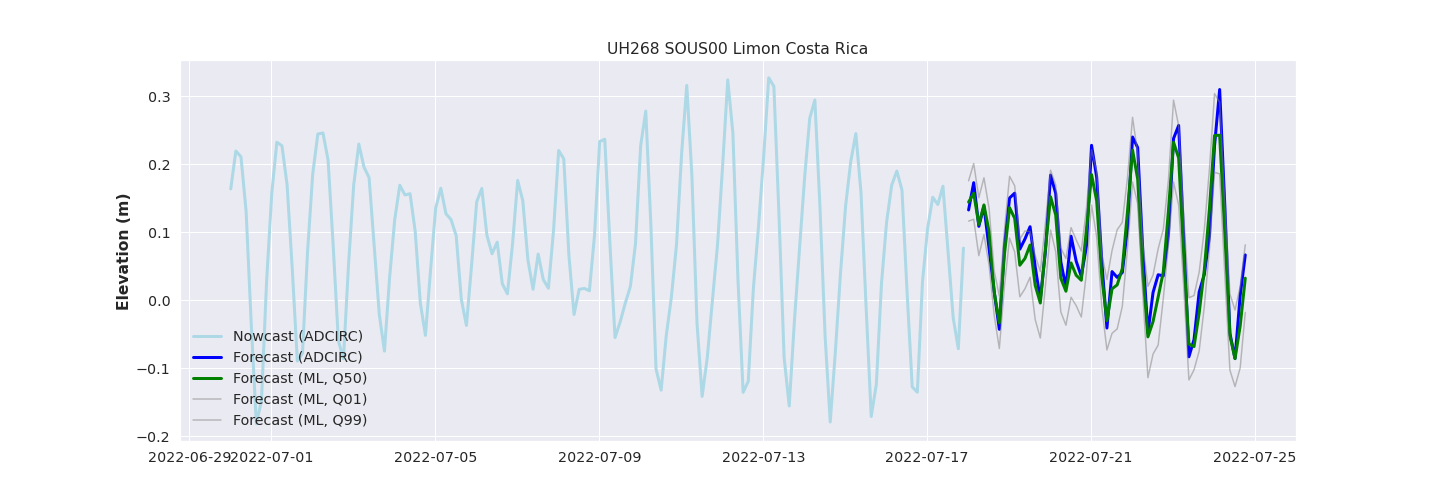 UH268 SOUS00 Limon Costa Rica
Elevation (m)
0.3
0.2
0.1
0.0
−0.1
−0.2
Nowcast (ADCIRC)
Forecast (ADCIRC)
Forecast (ML, Q50)
Forecast (ML, Q01)
Forecast (ML, Q99)
2022-06-29 2022-07-01 2022-07-05 2022-07-09 2022-07-13 2022-07-17 2022-07-21 2022-07-25